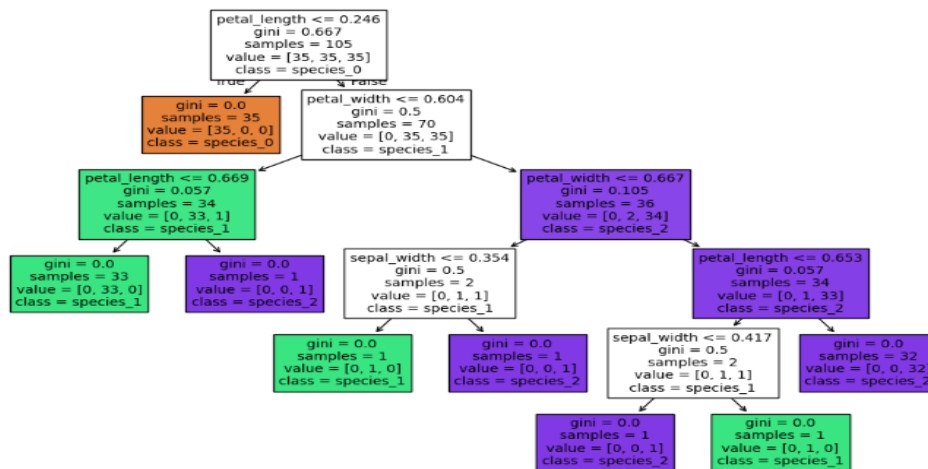 petal_length <= 0.246
gini = 0.667
samples = 105
value = [35, 35, 35]
class = species_0
True
False
gini = 0.0
samples = 35
value = [35, 0, 0]
class = species_0
petal_width <= 0.604
gini = 0.5
samples = 70
value = [0, 35, 35]
class = species_1
petal_length <= 0.669
gini = 0.057
samples = 34
value = [0, 33, 1]
class = species_1
petal_width <= 0.667
gini = 0.105
samples = 36
value = [0, 2, 34]
class = species_2
gini = 0.0
samples = 33
value = [0, 33, 0]
class = species_1
gini = 0.0
samples = 1
value = [0, 0, 1]
class = species_2
sepal_width <= 0.354
gini = 0.5
samples = 2
value = [0, 1, 1]
class = species_1
petal_length <= 0.653
gini = 0.057
samples = 34
value = [0, 1, 33]
class = species_2
gini = 0.0
samples = 1
value = [0, 1, 0]
class = species_1
gini = 0.0
samples = 1
value = [0, 0, 1]
class = species_2
sepal_width <= 0.417
gini = 0.5
samples = 2
value = [0, 1, 1]
class = species_1
gini = 0.0
samples = 32
value = [0, 0, 32]
class = species_2
gini = 0.0
samples = 1
value = [0, 0, 1]
class = species_2
gini = 0.0
samples = 1
value = [0, 1, 0]
class = species_1